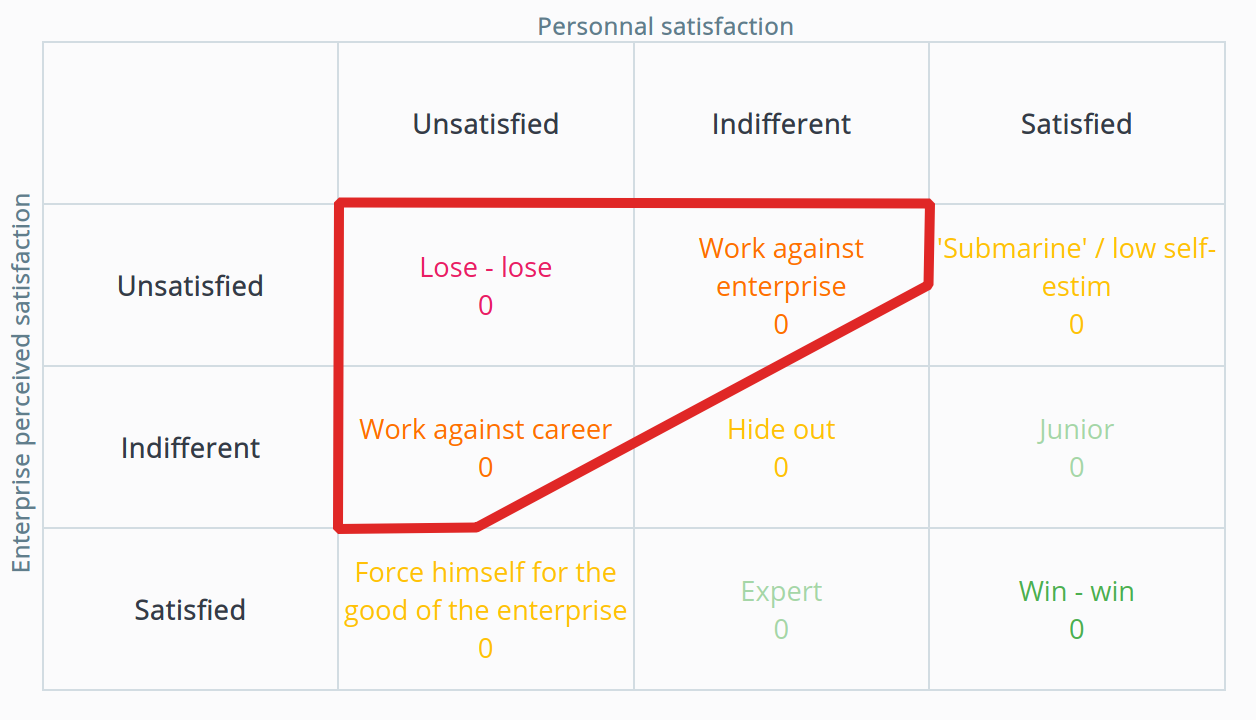 Personnal satisfaction
Unsatisfied
Indifferent
Satisfied
Enterprise perceived satisfaction
Unsatisfied
Lose - lose
0
Work against
enterprise
0
'Submarine' / low self-
estim
0
Indifferent
Work against career
0
Hide out
0
Junior
0
Satisfied
Force himself for the
good of the enterprise
0
Expert
0
Win - win
0